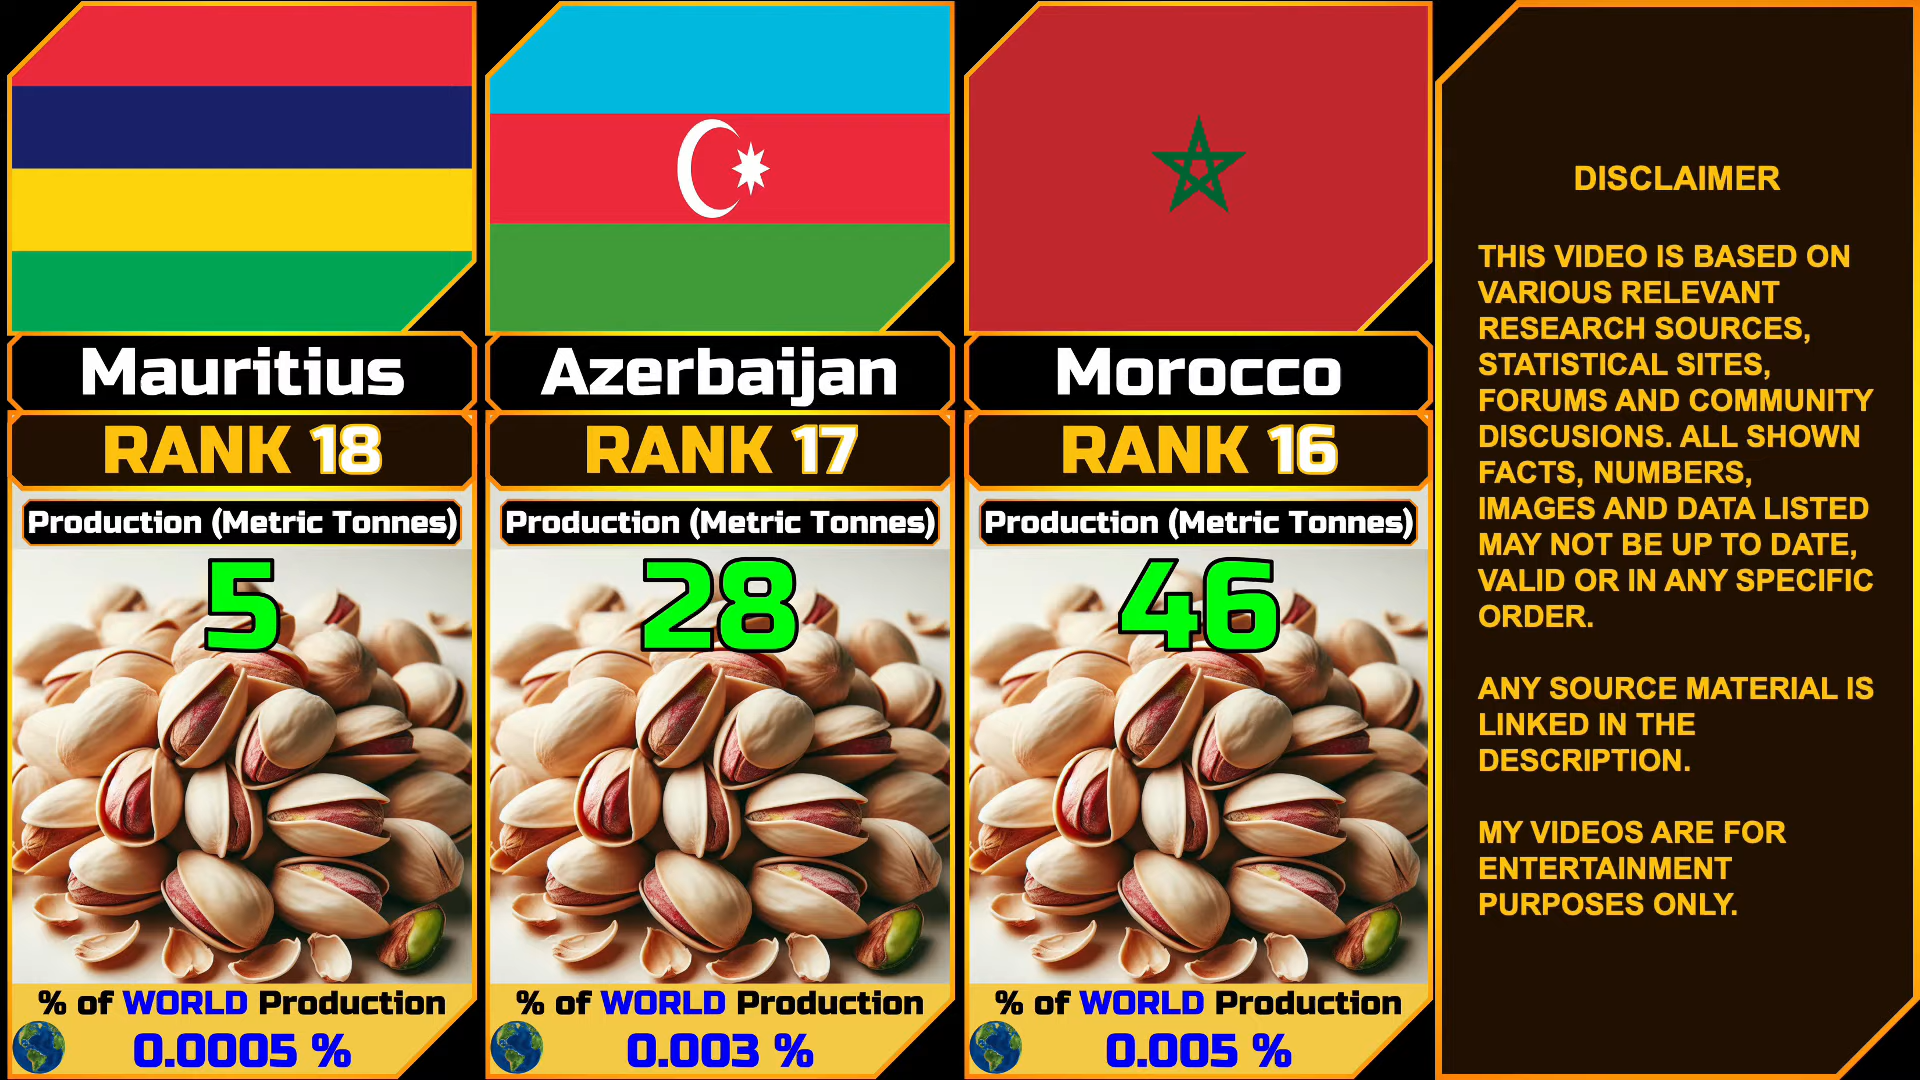 Mauritius
RANK 18
Production (Metric Tonnes)
5
% of WORLD Production
0.0005 %
Azerbaijan
RANK 17
Production (Metric Tonnes)
28
% of WORLD Production
0.003 %
Morocco
RANK 16
Production (Metric Tonnes)
46
% of WORLD Production
0.005 %
DISCLAIMER
THIS VIDEO IS BASED ON
VARIOUS RELEVANT
RESEARCH SOURCES,
STATISTICAL SITES,
FORUMS AND COMMUNITY
DISCUSIONS. ALL SHOWN
FACTS, NUMBERS,
IMAGES AND DATA LISTED
MAY NOT BE UP TO DATE,
VALID OR IN ANY SPECIFIC
ORDER.
ANY SOURCE MATERIAL IS
LINKED IN THE
DESCRIPTION.
MY VIDEOS ARE FOR
ENTERTAINMENT
PURPOSES ONLY.